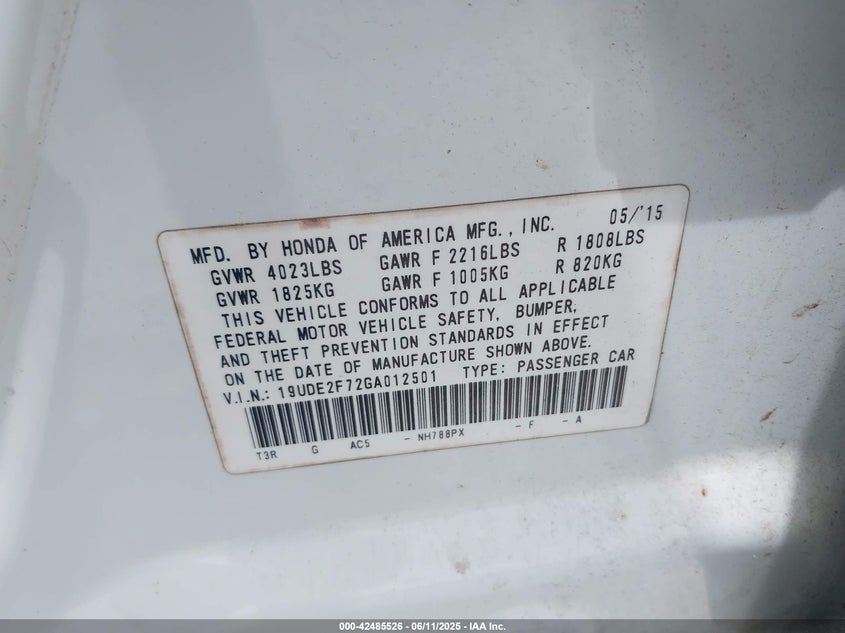 MFD. BY HONDA OF AMERICA MFG., INC. 05/'15
GVWR 4023LBS GAWR F 2216LBS R 1808LBS
GVWR 1825KG GAWR F 1005KG R 820KG
THIS VEHICLE CONFORMS TO ALL APPLICABLE
FEDERAL MOTOR VEHICLE SAFETY, BUMPER,
AND THEFT PREVENTION STANDARDS IN EFFECT
ON THE DATE OF MANUFACTURE SHOWN ABOVE.
V.I.N.: 19UDE2F72GA012501 TYPE: PASSENGER CAR
T3R G AC5 - NH788PX - F - A
000-42485526 - 06/11/2025 - IAA Inc.